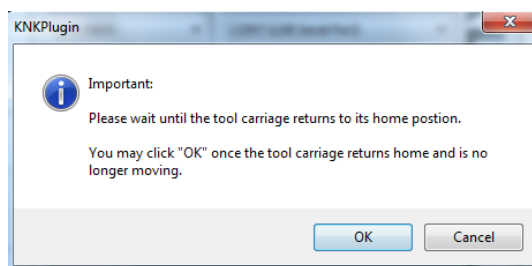 KNKPlugin
Important:
Please wait until the tool carriage returns to its home postion.
You may click "OK" once the tool carriage returns home and is no
longer moving.
OK
Cancel